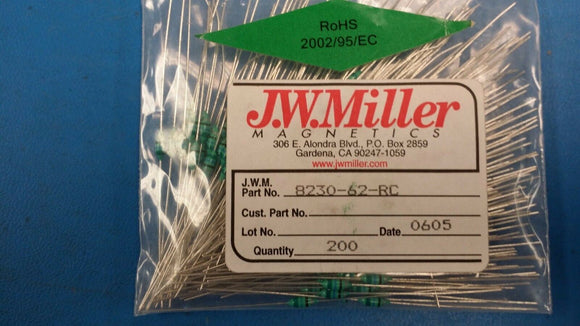 RoHS
2002/95/EC
J.W.Miller
MAGNETICS
306 E. Alondra Blvd., P.O. Box 2859
Gardena, CA 90247-1059
www.jwmiller.com
J.W.M.
Part No. 8230-62-RC
Cust. Part No.
Lot No. Date 0605
Quantity 200